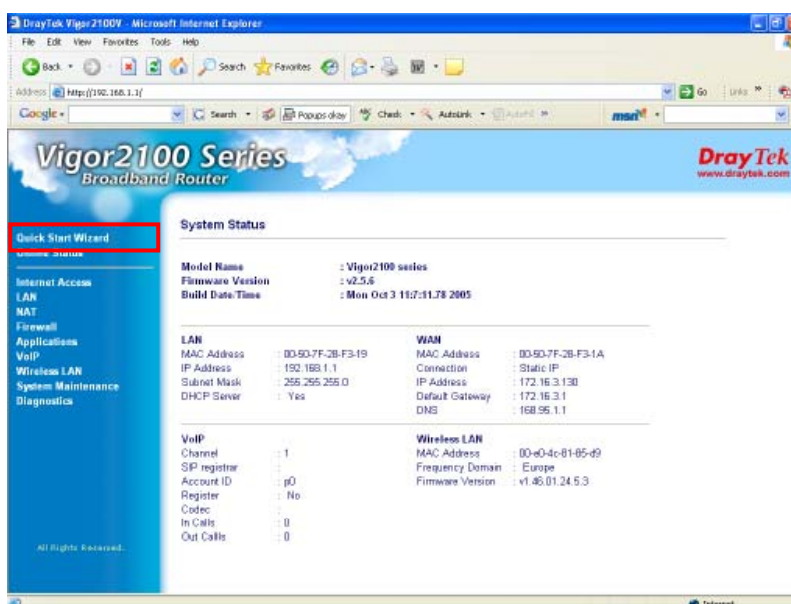 DrayTek Vigor2100V - Microsoft Internet Explorer
File Edit View Favorites Tools Help
Back Search Favorites
Address http://192.168.1.1/ Go Links »
Google Search Popups okay Check AutoLink AutoFill » msn
Vigor2100 Series
Broadband Router
DrayTek
www.draytek.com
Quick Start Wizard
Online Status
Internet Access
LAN
NAT
Firewall
Applications
VoIP
Wireless LAN
System Maintenance
Diagnostics
All Rights Reserved.
System Status
Model Name : Vigor2100 series
Firmware Version : v2.5.6
Build Date/Time : Mon Oct 3 11:7:11.78 2005
LAN
MAC Address : 00-50-7F-28-F3-19
IP Address : 192.168.1.1
Subnet Mask : 255.255.255.0
DHCP Server : Yes
WAN
MAC Address : 00-50-7F-28-F3-1A
Connection : Static IP
IP Address : 172.16.3.130
Default Gateway : 172.16.3.1
DNS : 168.95.1.1
VoIP
Channel : 1
SIP registrar :
Account ID : p0
Register : No
Codec :
In Calls : 0
Out Calls : 0
Wireless LAN
MAC Address : 00-e0-4c-81-85-d9
Frequency Domain : Europe
Firmware Version : v1.46.01.24.5.3
Internet